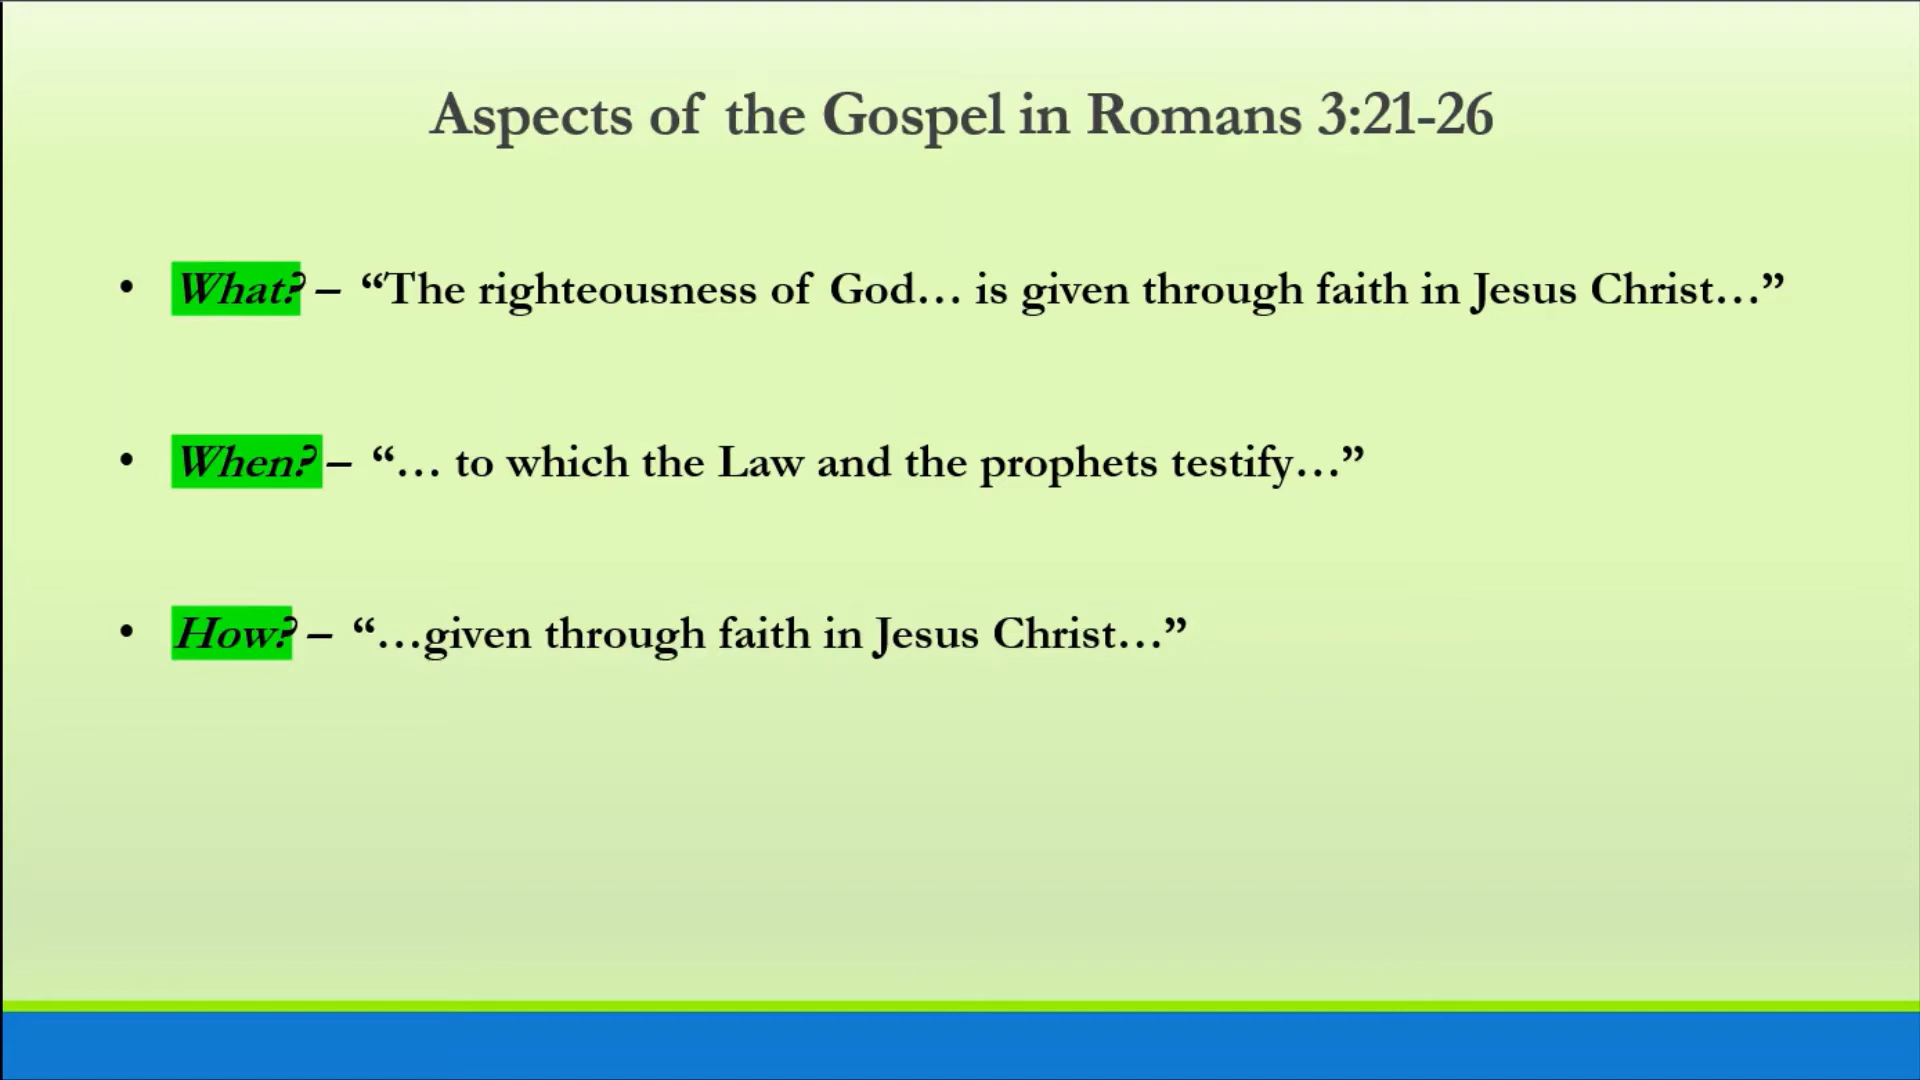 Aspects of the Gospel in Romans 3:21-26
• What? – “The righteousness of God… is given through faith in Jesus Christ…”
• When? – “… to which the Law and the prophets testify…”
• How? – “…given through faith in Jesus Christ…”